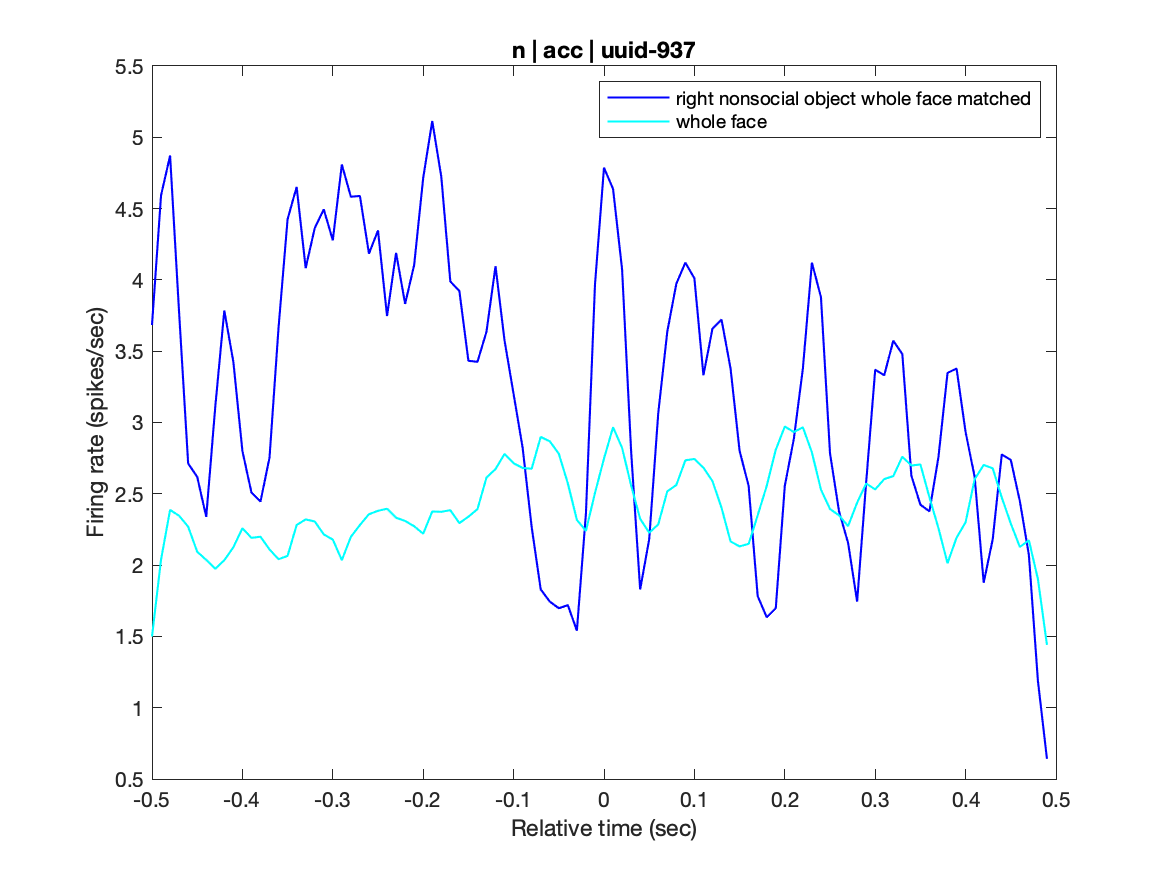 n | acc | uuid-937
right nonsocial object whole face matched
whole face
Firing rate (spikes/sec)
5.5
5
4.5
4
3.5
3
2.5
2
1.5
1
0.5
-0.5 -0.4 -0.3 -0.2 -0.1 0 0.1 0.2 0.3 0.4 0.5
Relative time (sec)